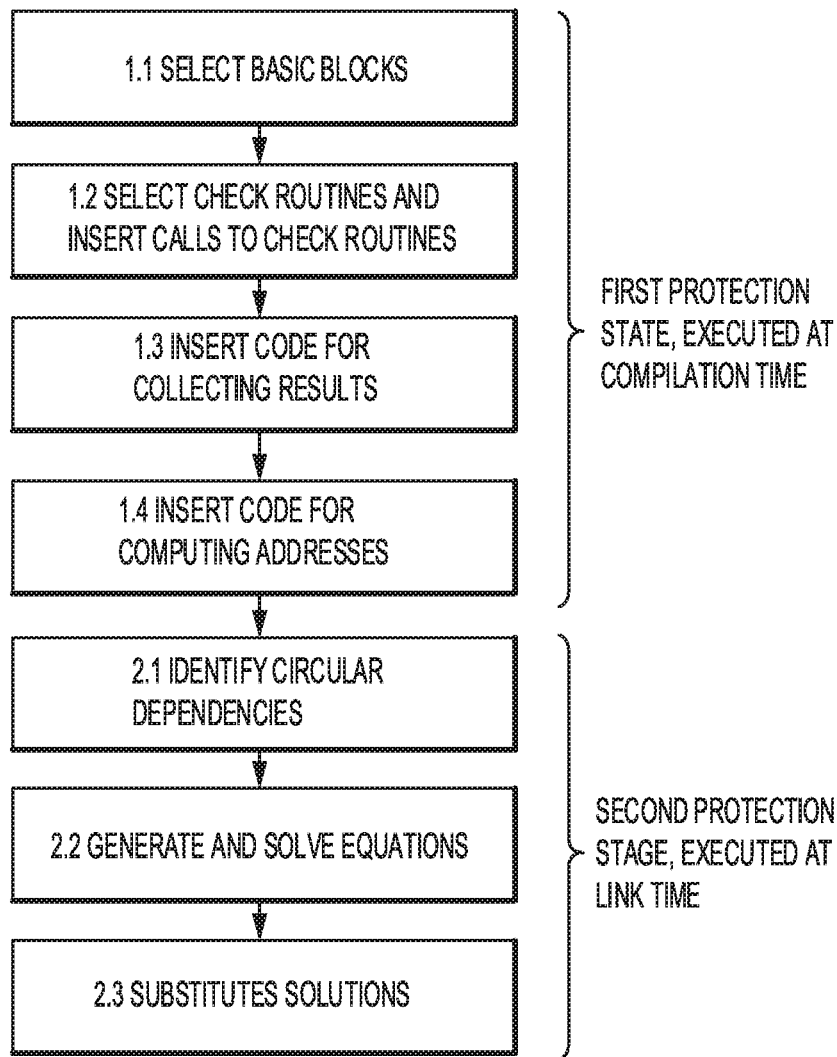 1.1 SELECT BASIC BLOCKS
1.2 SELECT CHECK ROUTINES AND
INSERT CALLS TO CHECK ROUTINES
1.3 INSERT CODE FOR
COLLECTING RESULTS
1.4 INSERT CODE FOR
COMPUTING ADDRESSES
FIRST PROTECTION
STATE, EXECUTED AT
COMPILATION TIME
2.1 IDENTIFY CIRCULAR
DEPENDENCIES
2.2 GENERATE AND SOLVE EQUATIONS
2.3 SUBSTITUTES SOLUTIONS
SECOND PROTECTION
STAGE, EXECUTED AT
LINK TIME